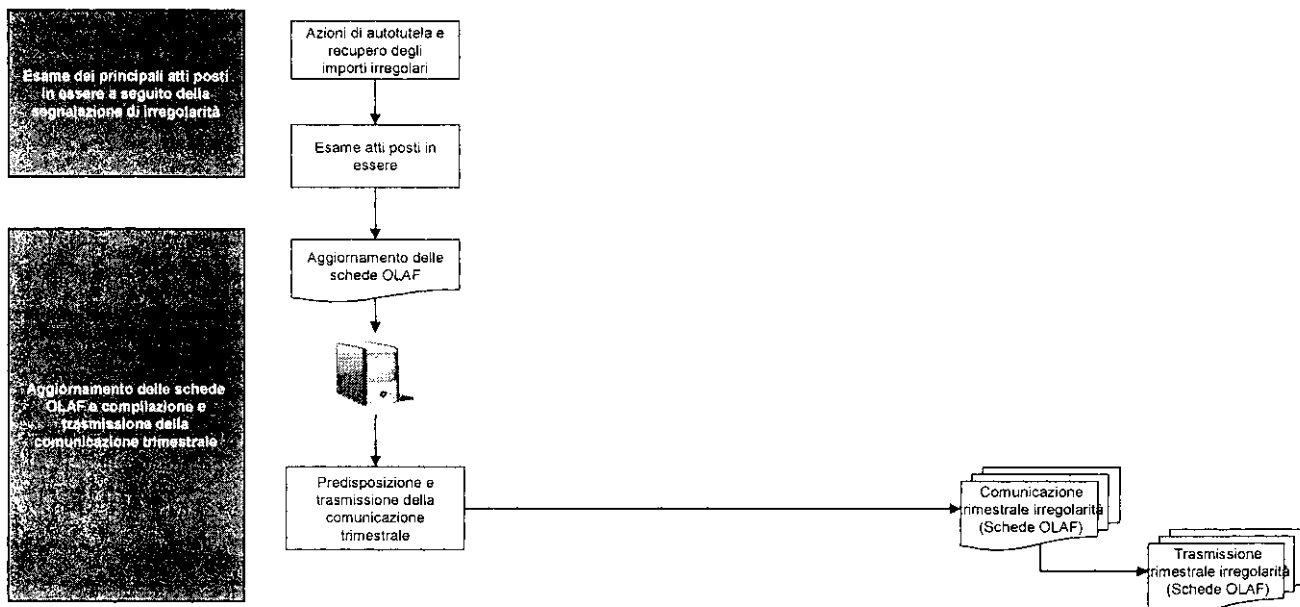 Esame dei principali atti posti
in essere a seguito della
segnalazione di irregolarità
Azioni di autotutela e
recupero degli
importi irregolari
Esame atti posti in
essere
Aggiornamento delle schede
OLAF e compilazione e
trasmissione della
comunicazione trimestrale
Aggiornamento delle
schede OLAF
Predisposizione e
trasmissione della
comunicazione
trimestrale
Comunicazione
rimestrale irregolarità
(Schede OLAF)
Trasmissione
rimestrale irregolarità
(Schede OLAF)